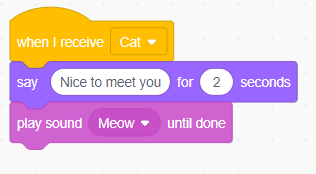 when I receive Cat
say Nice to meet you for 2 seconds
play sound Meow until done